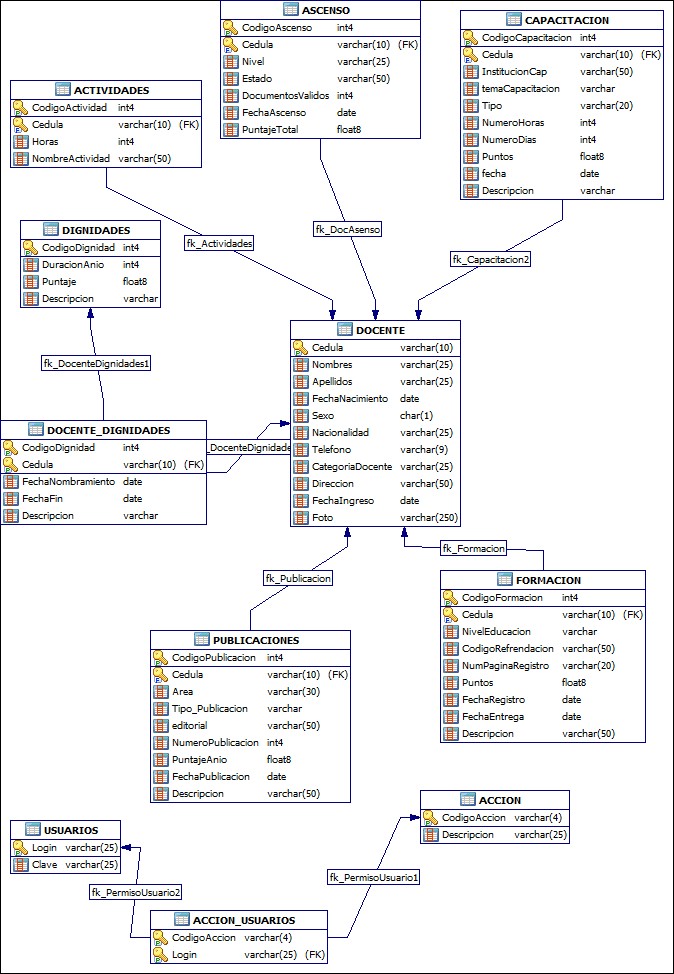 ASCENSO
CodigoAscenso int4
Cedula varchar(10) (FK)
Nivel varchar(25)
Estado varchar(50)
DocumentosValidos int4
FechaAscenso date
PuntajeTotal float8
CAPACITACION
CodigoCapacitacion int4
Cedula varchar(10) (FK)
InstitucionCap varchar(50)
temaCapacitacion varchar
Tipo varchar(20)
NumeroHoras int4
NumeroDias int4
Puntos float8
fecha date
Descripcion varchar
ACTIVIDADES
CodigoActividad int4
Cedula varchar(10) (FK)
Horas int4
NombreActividad varchar(50)
fk_Actividades
fk_DocAsenso
fk_Capacitacion2
DIGNIDADES
CodigoDignidad int4
DuracionAnio int4
Puntaje float8
Descripcion varchar
fk_DocenteDignidades1
DOCENTE
Cedula varchar(10)
Nombres varchar(25)
Apellidos varchar(25)
FechaNacimiento date
Sexo char(1)
Nacionalidad varchar(25)
Telefono varchar(9)
CategoriaDocente varchar(25)
Direccion varchar(50)
FechaIngreso date
Foto varchar(250)
DOCENTE_DIGNIDADES
CodigoDignidad int4
Cedula varchar(10) (FK)
FechaNombramiento date
FechaFin date
Descripcion varchar
_DocenteDignidade
fk_Publicacion
fk_Formacion
FORMACION
CodigoFormacion int4
Cedula varchar(10) (FK)
NivelEducacion varchar
CodigoRefrendacion varchar(50)
NumPaginaRegistro varchar(20)
Puntos float8
FechaRegistro date
FechaEntrega date
Descripcion varchar(50)
PUBLICACIONES
CodigoPublicacion int4
Cedula varchar(10) (FK)
Area varchar(30)
Tipo_Publicacion varchar
editorial varchar(50)
NumeroPublicacion int4
PuntajeAnio float8
FechaPublicacion date
Descripcion varchar(50)
ACCION
CodigoAccion varchar(4)
Descripcion varchar(25)
USUARIOS
Login varchar(25)
Clave varchar(25)
fk_PermisoUsuario2
fk_PermisoUsuario1
ACCION_USUARIOS
CodigoAccion varchar(4)
Login varchar(25) (FK)